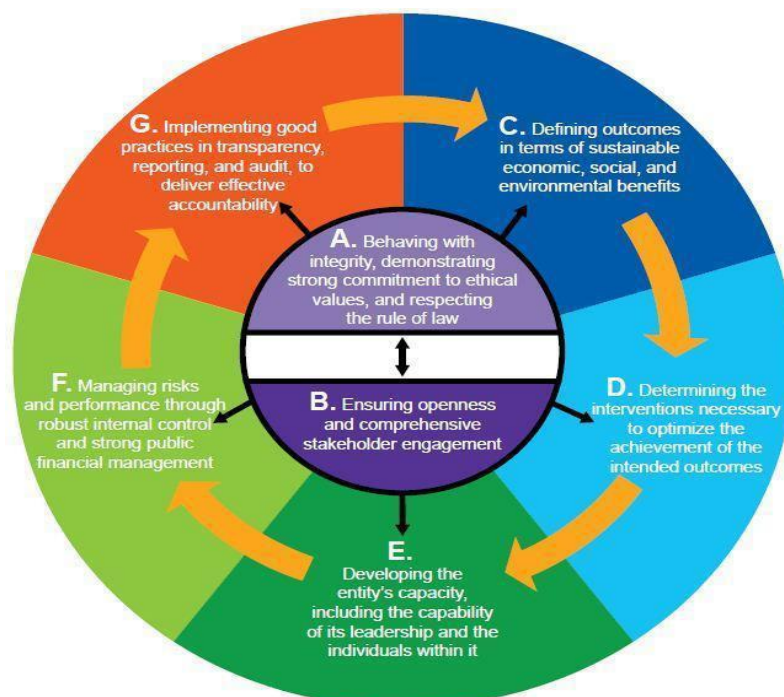 A. Behaving with
integrity, demonstrating
strong commitment to ethical
values, and respecting
the rule of law
B. Ensuring openness
and comprehensive
stakeholder engagement
C. Defining outcomes
in terms of sustainable
economic, social, and
environmental benefits
D. Determining the
interventions necessary
to optimize the
achievement of the
intended outcomes
E.
Developing the
entity's capacity,
including the capability
of its leadership and the
individuals within it
F. Managing risks
and performance through
robust internal control
and strong public
financial management
G. Implementing good
practices in transparency,
reporting, and audit, to
deliver effective
accountability